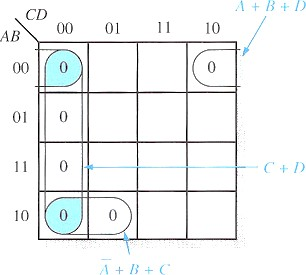 CD
AB
00 01 11 10
A + B + D
00 0 0
01 0
11 0
C + D
10 0 0
A̅ + B + C